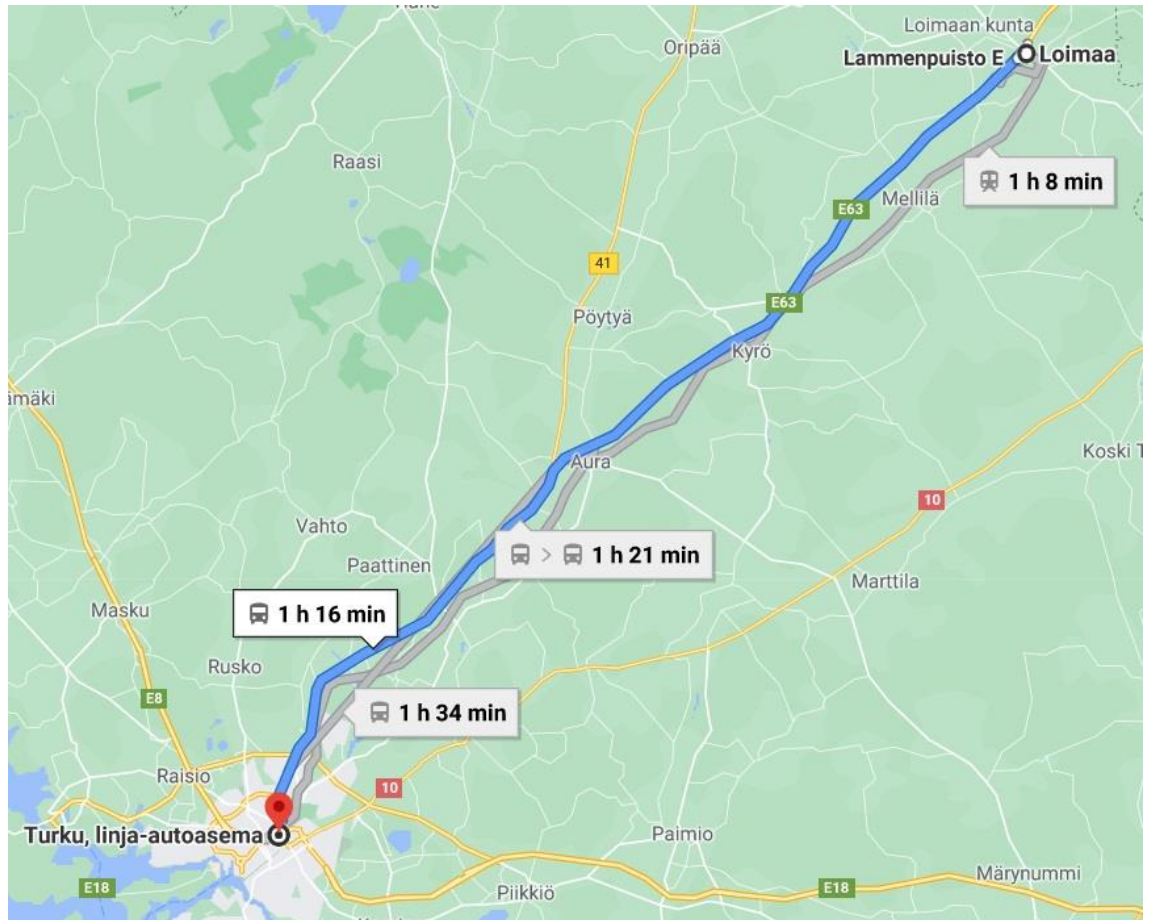 Loimaan kunta
Oripää
Lammenpuisto E
Loimaa
Raasi
1 h 8 min
Mellilä
E63
41
E63
Pöytyä
Kyrö
ämäki
Aura
Koski T
10
Vahto
> 1 h 21 min
Paattinen
Marttila
Masku
1 h 16 min
Rusko
E8
1 h 34 min
Raisio
10
Turku, linja-autoasema
Paimio
Märynummi
E18
E18
Piikkiö